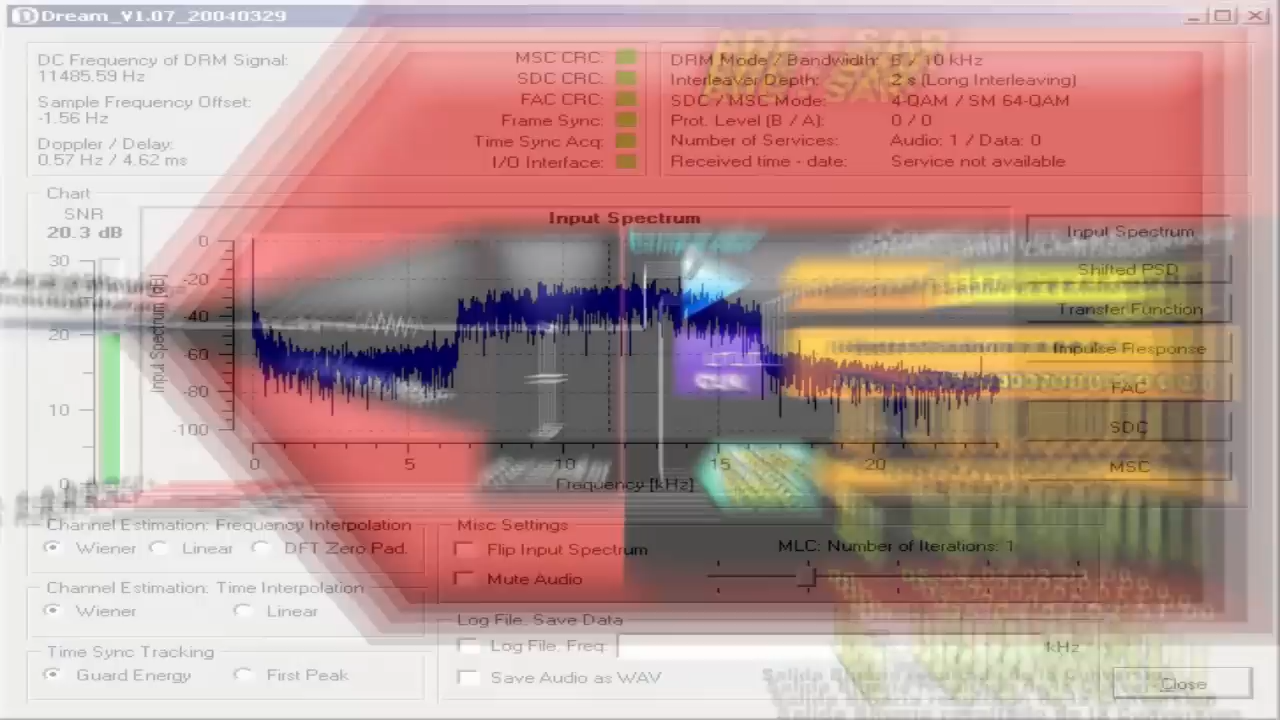 Dream_V1.07_20040329
DC Frequency of DRM Signal:
11485.59 Hz
Sample Frequency Offset:
-1.56 Hz
Doppler / Delay:
0.57 Hz / 4.62 ms
MSC CRC:
SDC CRC:
FAC CRC:
Frame Sync:
Time Sync Acq:
I/O Interface:
DRM Mode / Bandwidth: B / 10 kHz
Interleaver Depth: 2 s (Long Interleaving)
SDC / MSC Mode: 4-QAM / SM 64-QAM
Prot. Level (B / A): 0 / 0
Number of Services: Audio: 1 / Data: 0
Received time - date: Service not available
Chart
SNR
20.3 dB
30
20
10
0
Input Spectrum
Input Spectrum [dB]
0
-20
-40
-60
-80
-100
0 5 10 15 20
Frequency [kHz]
Input Spectrum
Shifted PSD
Transfer Function
Impulse Response
FAC
SDC
MSC
Channel Estimation: Frequency Interpolation
Wiener Linear DFT Zero Pad.
Channel Estimation: Time Interpolation
Wiener Linear
Time Sync Tracking
Guard Energy First Peak
Misc Settings
Flip Input Spectrum
Mute Audio
MLC: Number of Iterations: 1
Log File, Save Data
Log File, Freq: kHz
Save Audio as WAV
Close